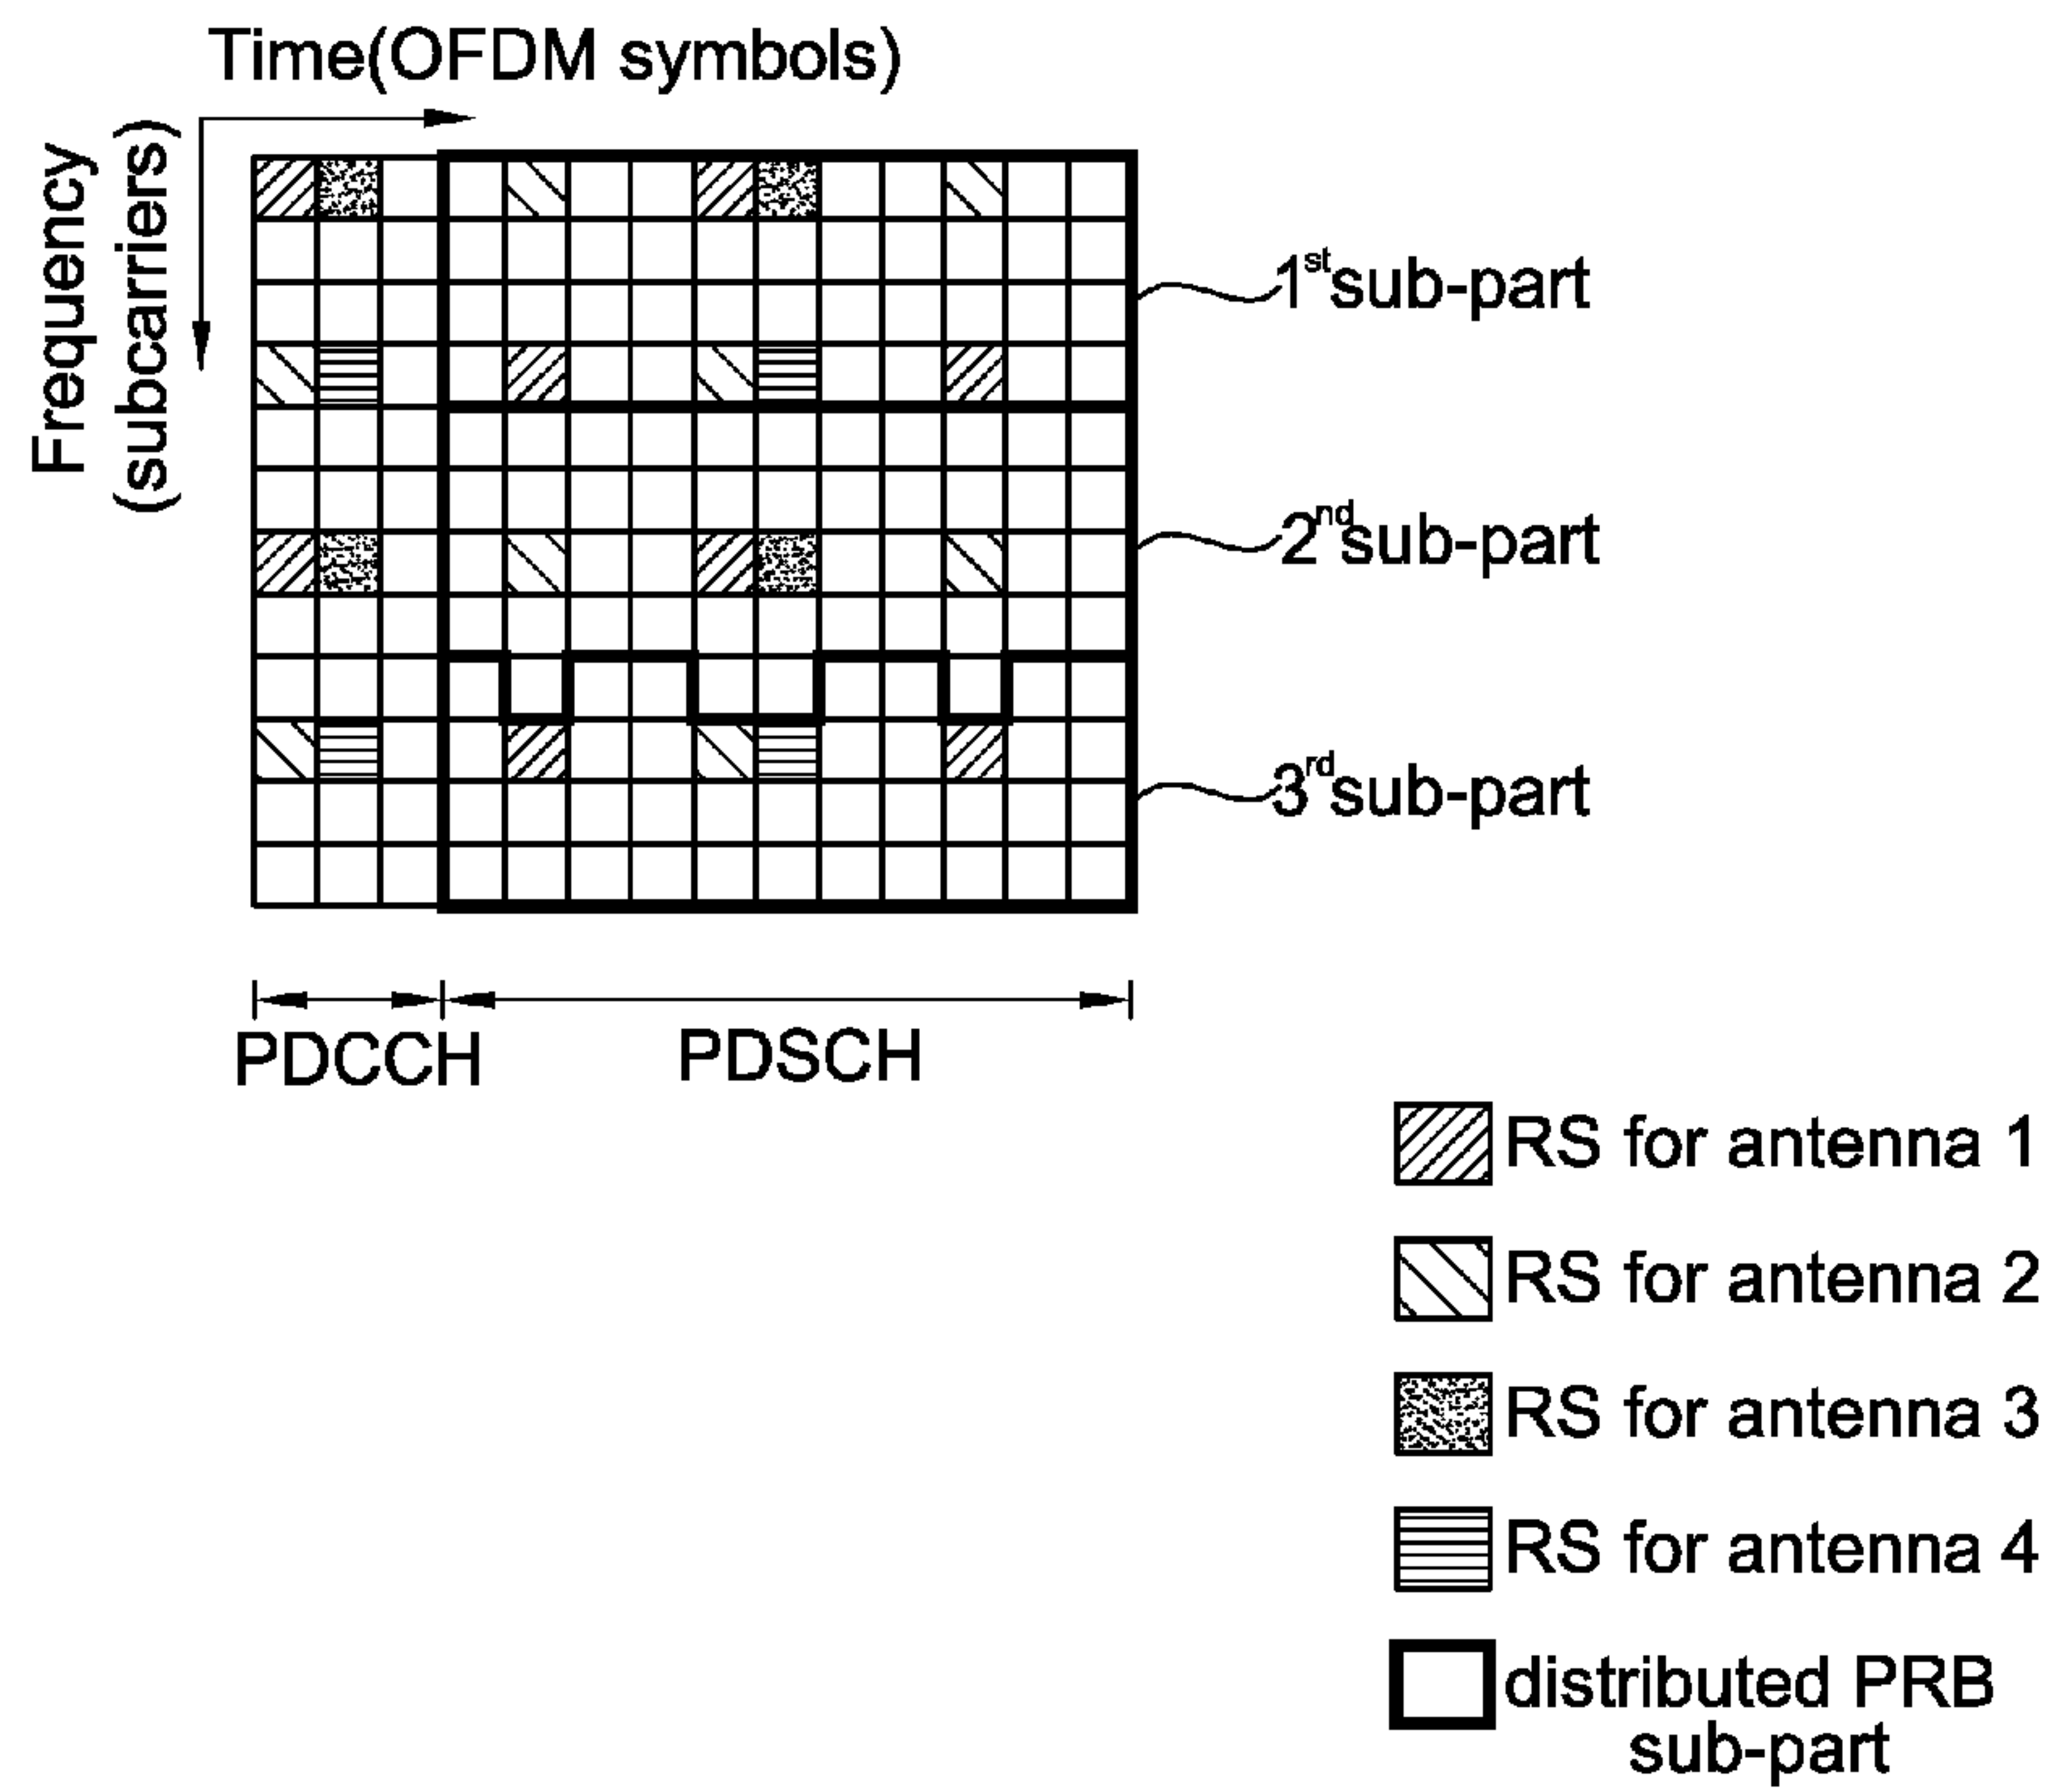 Time(OFDM symbols)
Frequency
(subcarriers)
1st sub-part
2nd sub-part
3rd sub-part
PDCCH
PDSCH
RS for antenna 1
RS for antenna 2
RS for antenna 3
RS for antenna 4
distributed PRB
sub-part